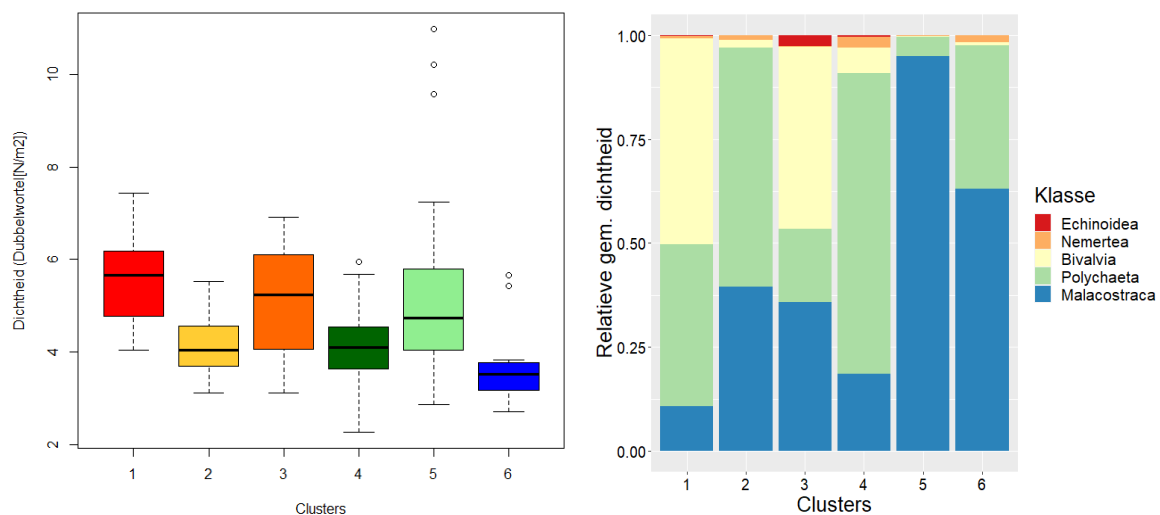 Dichtheid (Dubbelwortel[N/m2])
10
8
6
4
2
1 2 3 4 5 6
Clusters
Relatieve gem. dichtheid
1.00
0.75
0.50
0.25
0.00
1 2 3 4 5 6
Clusters
Klasse
Echinoidea
Nemertea
Bivalvia
Polychaeta
Malacostraca